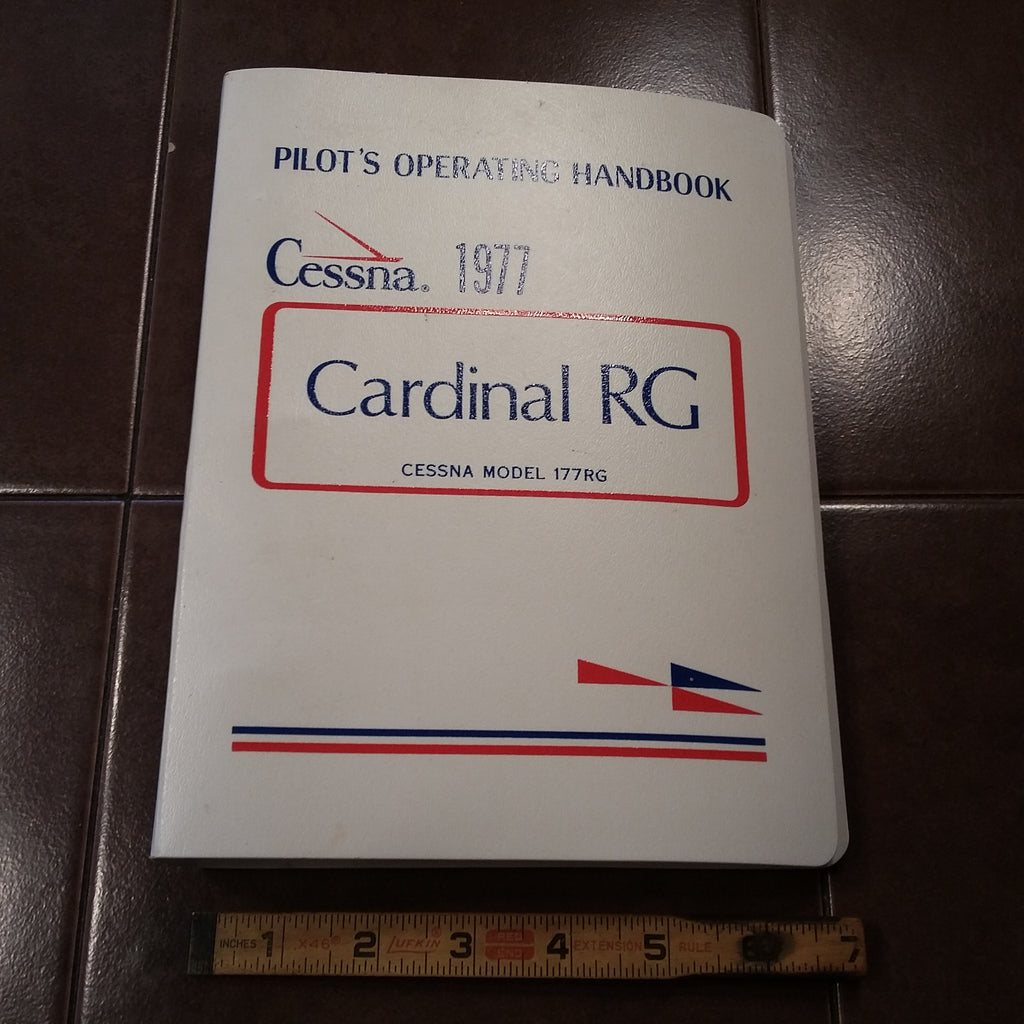 PILOT'S OPERATING HANDBOOK
Cessna® 1977
Cardinal RG
CESSNA MODEL 177RG
INCHES 1 X46® 2 LUFKIN® 3 RED END 4 EXTENSION 5 RULE 6 7